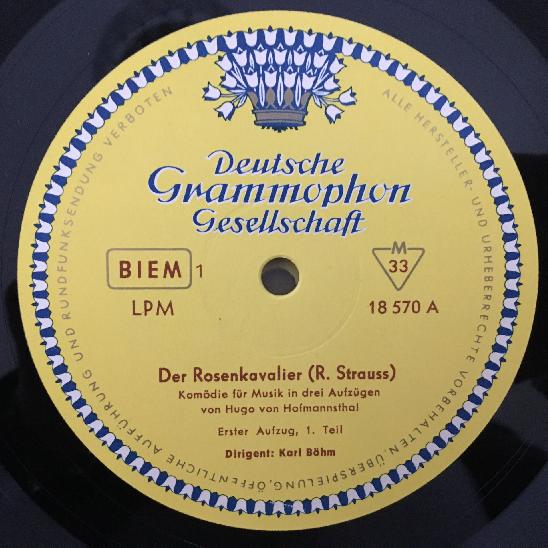 Deutsche
Grammophon
Gesellschaft
BIEM 1
LPM
M
33
18 570 A
Der Rosenkavalier (R. Strauss)
Komödie für Musik in drei Aufzügen
von Hugo von Hofmannsthal
Erster Aufzug, 1. Teil
Dirigent: Karl Böhm
ALLE HERSTELLER- UND URHEBERRECHTE VORBEHALTEN. ÜBERSPIELUNG, ÖFFENTLICHE AUFFÜHRUNG UND RUNDFUNKSENDUNG VERBOTEN